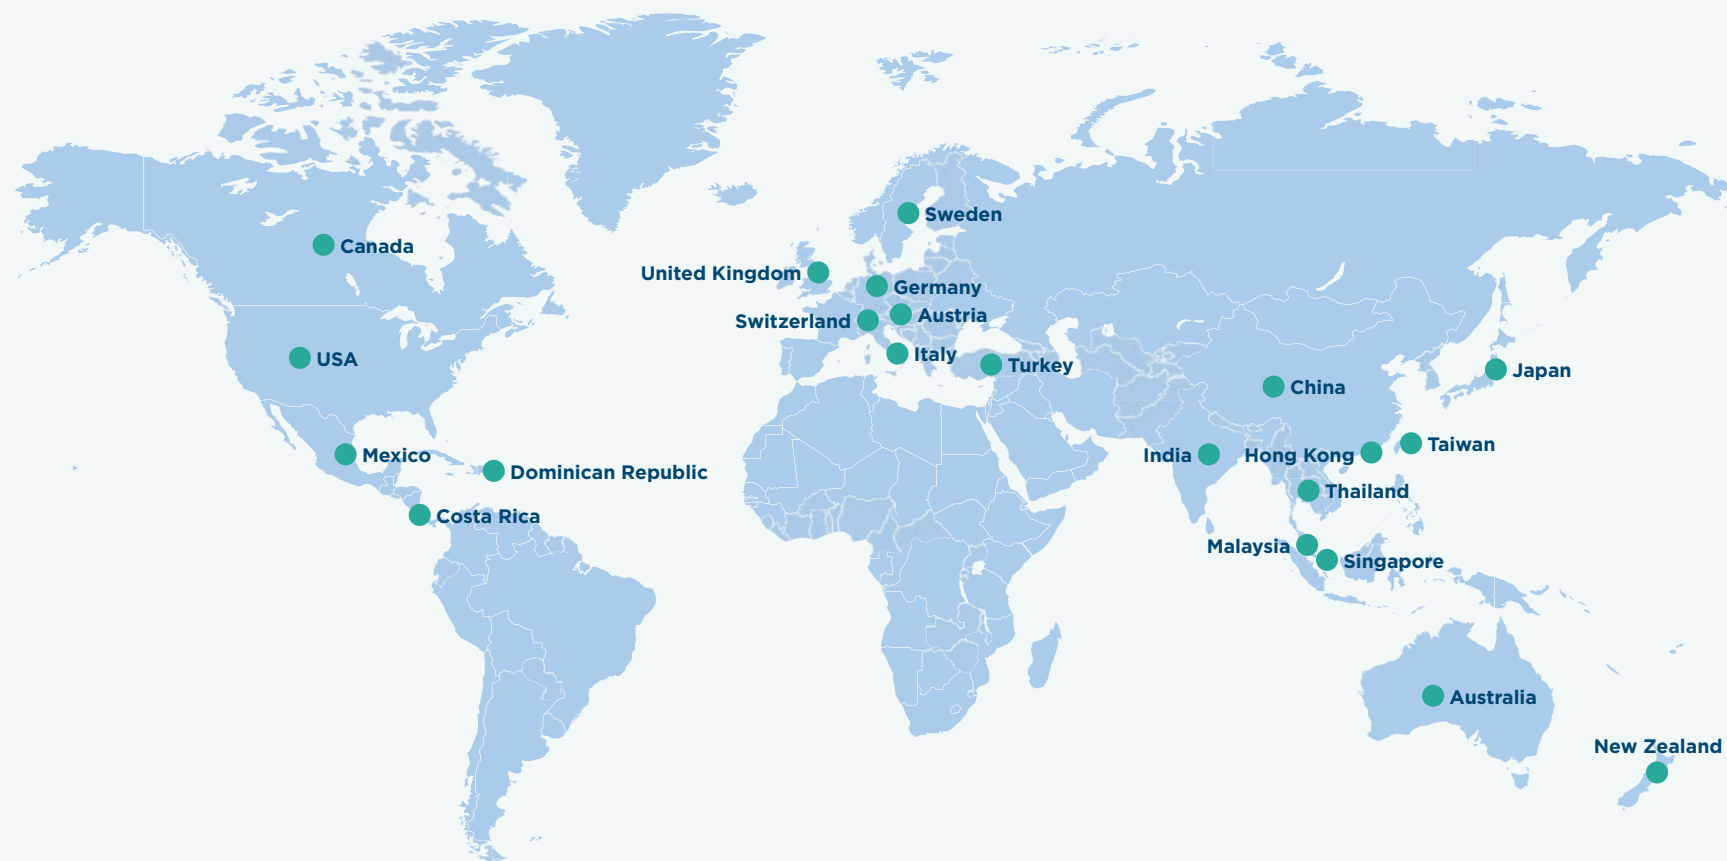 Sweden
Canada
United Kingdom
Germany
Switzerland
Austria
Italy
USA
Turkey
Japan
China
Mexico
Dominican Republic
India
Hong Kong
Taiwan
Thailand
Costa Rica
Malaysia
Singapore
Australia
New Zealand